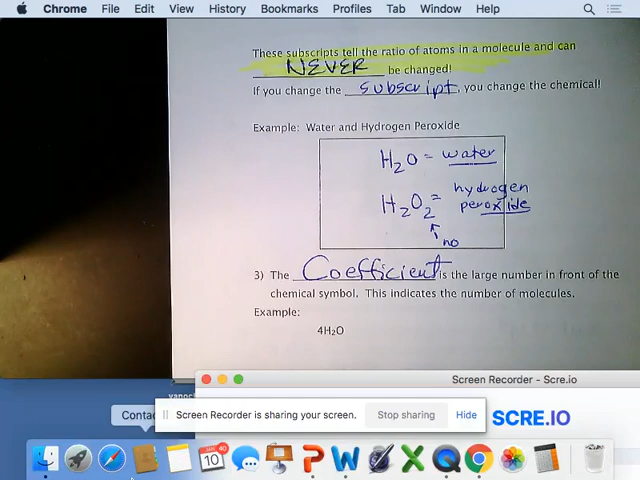 Chrome File Edit View History Bookmarks Profiles Tab Window Help
These subscripts tell the ratio of atoms in a molecule and can
NEVER be changed!
If you change the subscript, you change the chemical!
Example: Water and Hydrogen Peroxide
H2O = water
H2O2 = hydrogen
peroxide
no
3) The Coefficient is the large number in front of the
chemical symbol. This indicates the number of molecules.
Example:
4H2O
Screen Recorder - Scre.io
Screen Recorder is sharing your screen. Stop sharing Hide
SCRE.IO
10